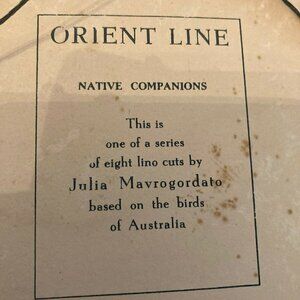 ORIENT LINE
NATIVE COMPANIONS
This is
one of a series
of eight lino cuts by
Julia Mavrogordato
based on the birds
of Australia